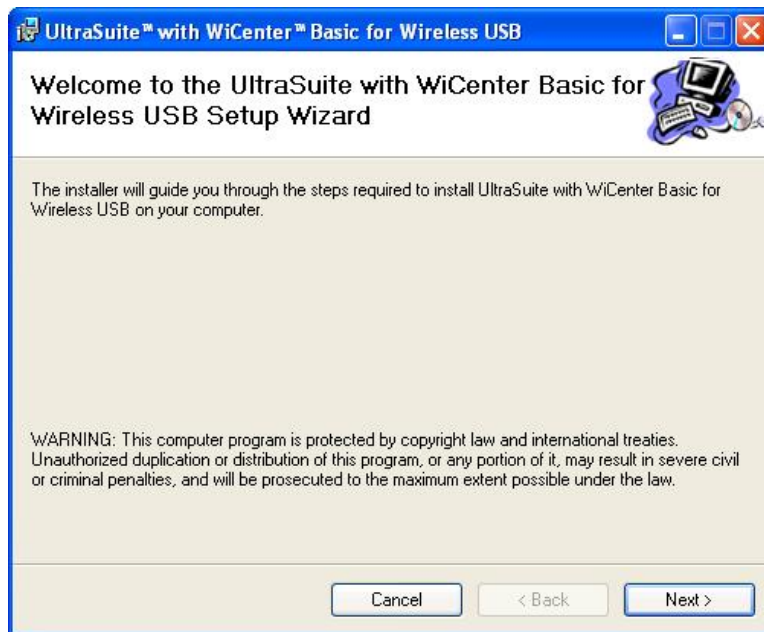 UltraSuite™ with WiCenter™ Basic for Wireless USB
Welcome to the UltraSuite with WiCenter Basic for
Wireless USB Setup Wizard
The installer will guide you through the steps required to install UltraSuite with WiCenter Basic for
Wireless USB on your computer.
WARNING: This computer program is protected by copyright law and international treaties.
Unauthorized duplication or distribution of this program, or any portion of it, may result in severe civil
or criminal penalties, and will be prosecuted to the maximum extent possible under the law.
Cancel
< Back
Next >